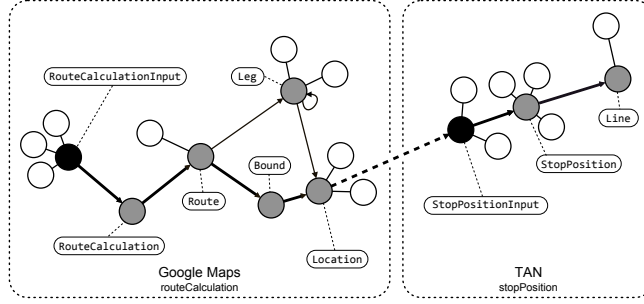 RouteCalculationInput
Leg
Line
Bound
StopPosition
Route
StopPositionInput
RouteCalculation
Location
Google Maps
routeCalculation
TAN
stopPosition